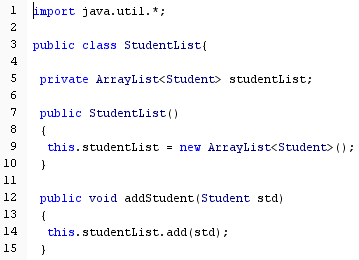 1 import java.util.*;
2
3 public class StudentList{
4
5 private ArrayList<Student> studentList;
6
7 public StudentList()
8 {
9 this.studentList = new ArrayList<Student>();
10 }
11
12 public void addStudent(Student std)
13 {
14 this.studentList.add(std);
15 }